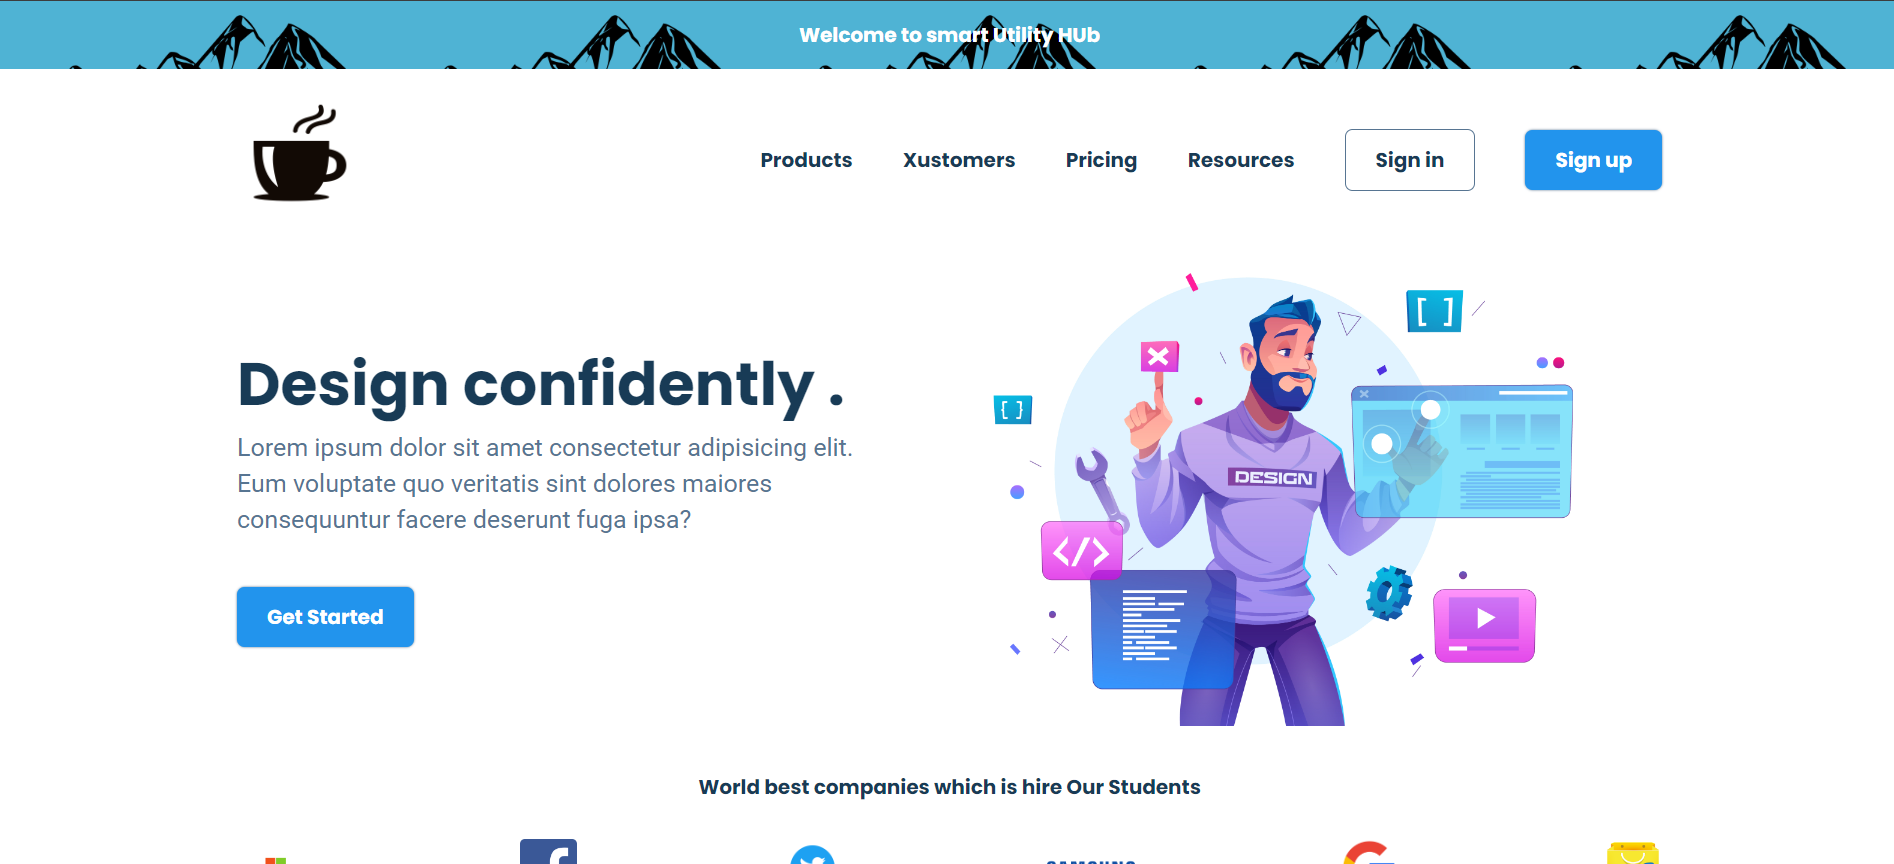 Welcome to smart Utility HUb
Products Xustomers Pricing Resources Sign in Sign up
Design confidently .
Lorem ipsum dolor sit amet consectetur adipisicing elit.
Eum voluptate quo veritatis sint dolores maiores
consequuntur facere deserunt fuga ipsa?
Get Started
[ ]
{ }
DESIGN
</>
World best companies which is hire Our Students
SAMSUNG